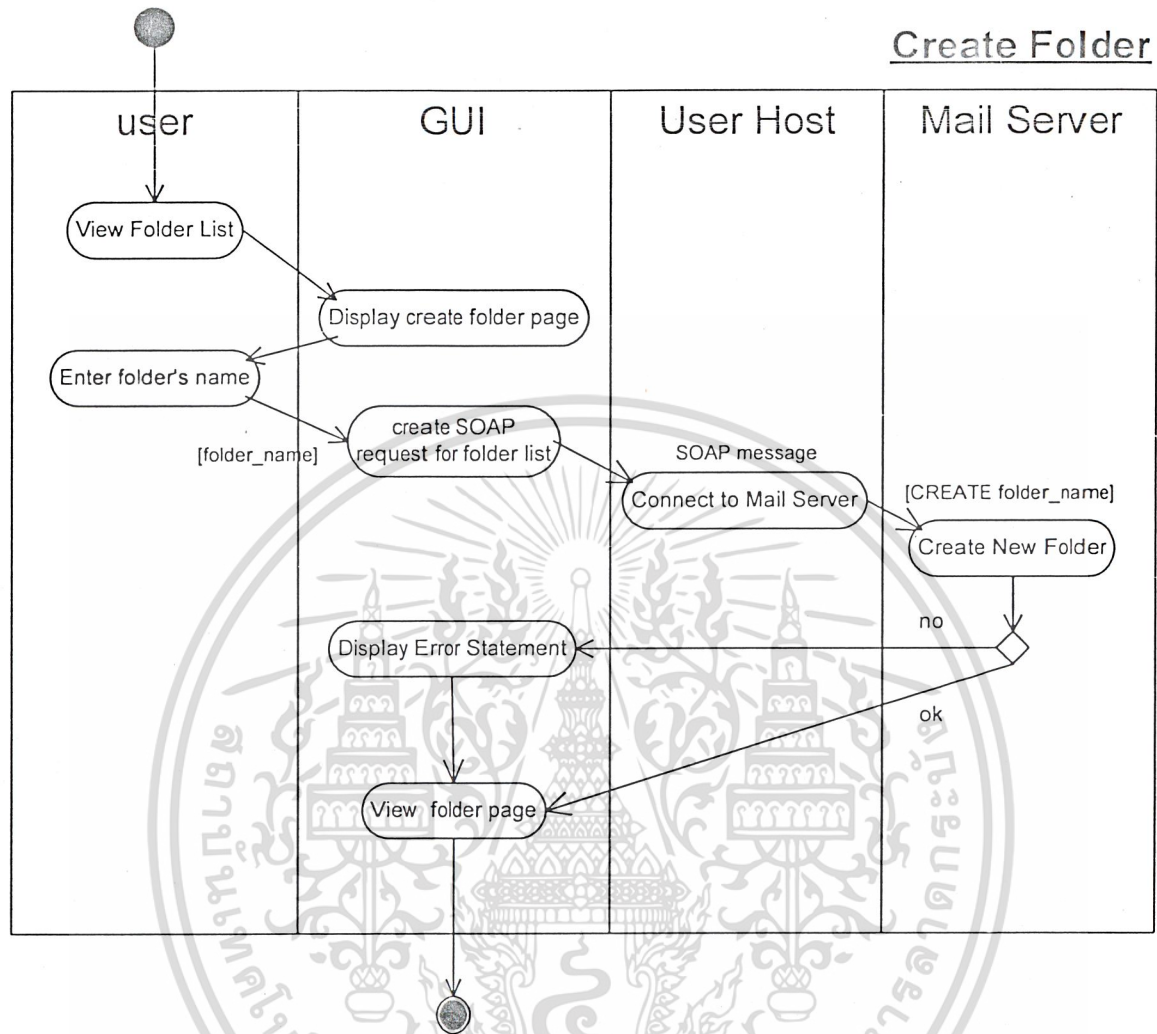 Create Folder
user
GUI
User Host
Mail Server
View Folder List
Display create folder page
Enter folder's name
[folder_name]
create SOAP
request for folder list
SOAP message
Connect to Mail Server
[CREATE folder_name]
Create New Folder
no
Display Error Statement
ok
View folder page